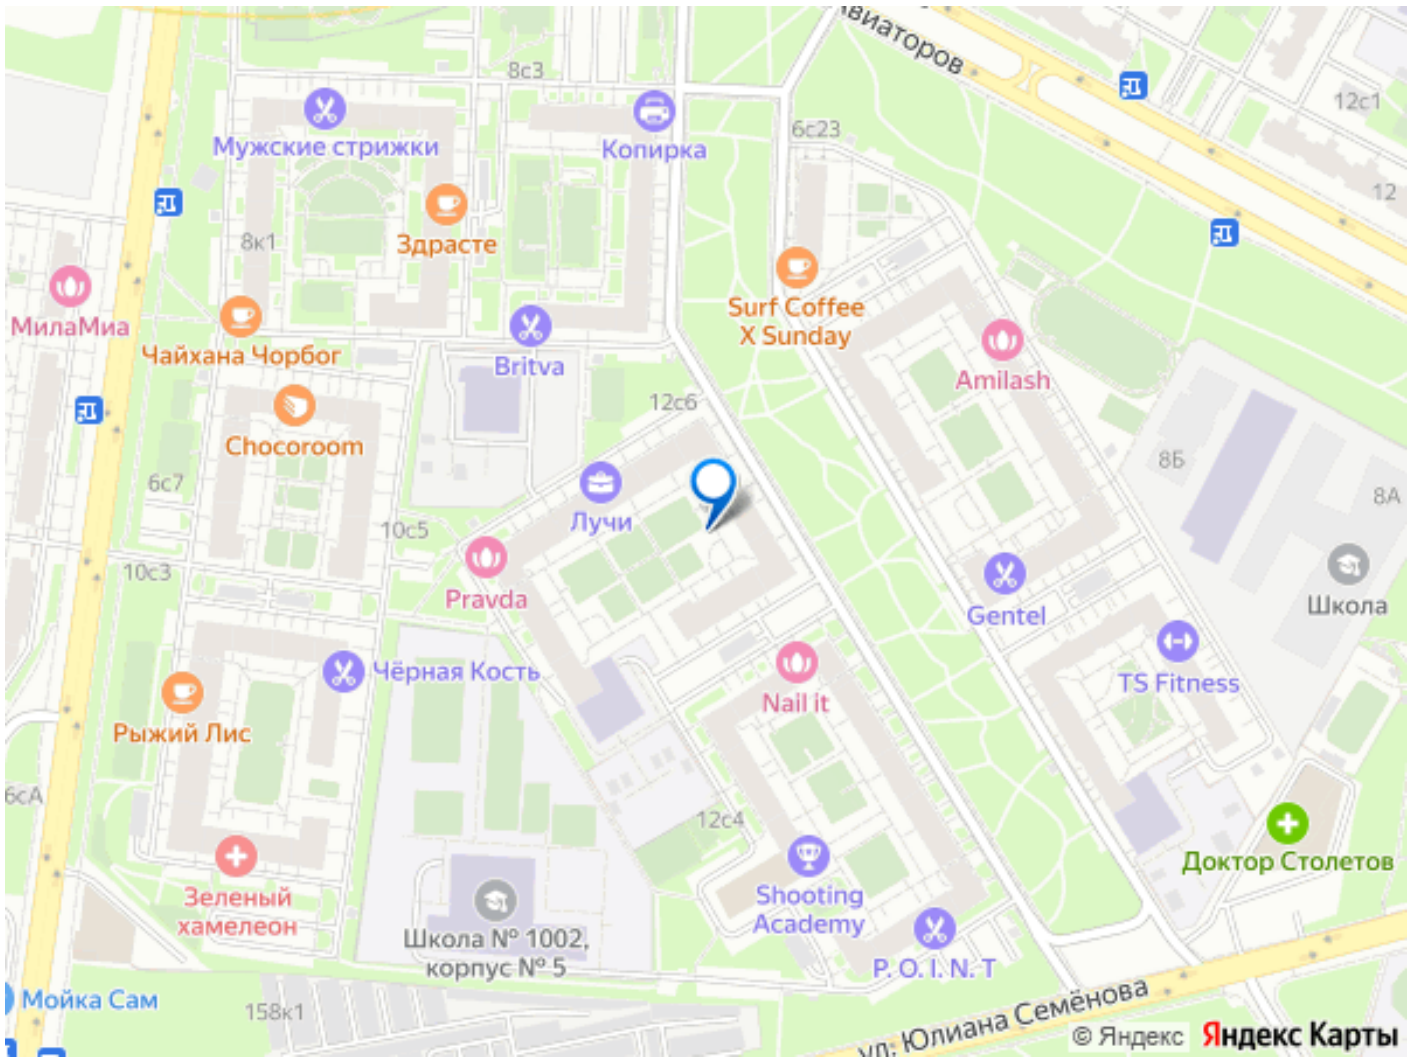 Авиаторов
8с3
12с1
Мужские стрижки
Копирка
6с23
12
8к1
Здрасте
МилаМиа
Surf Coffee
X Sunday
Чайхана Чорбог
Britva
Amilash
12с6
Chocoroom
6с7
8Б
8А
Лучи
10с5
10с3
Pravda
Gentel
Школа
Чёрная Кость
Nail it
TS Fitness
Рыжий Лис
6сА
12с4
Доктор Столетов
Зеленый
хамелеон
Shooting
Academy
Школа № 1002,
корпус № 5
P. O. I. N. T
Мойка Сам
158к1
ул. Юлиана Семёнова
© Яндекс
Яндекс Карты